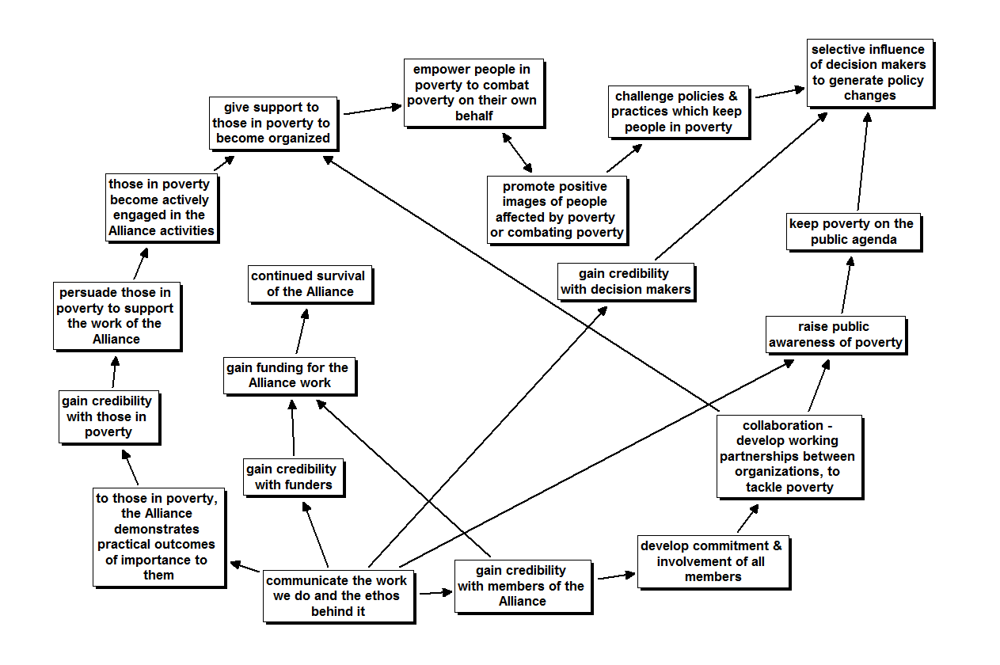 selective influence
of decision makers
to generate policy
changes
empower people in
poverty to combat
poverty on their own
behalf
challenge policies &
practices which keep
people in poverty
give support to
those in poverty to
become organized
those in poverty
become actively
engaged in the
Alliance activities
promote positive
images of people
affected by poverty
or combating poverty
keep poverty on the
public agenda
continued survival
of the Alliance
gain credibility
with decision makers
persuade those in
poverty to support
the work of the
Alliance
raise public
awareness of poverty
gain funding for the
Alliance work
gain credibility
with those in
poverty
collaboration -
develop working
partnerships between
organizations, to
tackle poverty
gain credibility
with funders
to those in poverty,
the Alliance
demonstrates
practical outcomes
of importance to
them
develop commitment &
involvement of all
members
gain credibility
with members of the
Alliance
communicate the work
we do and the ethos
behind it